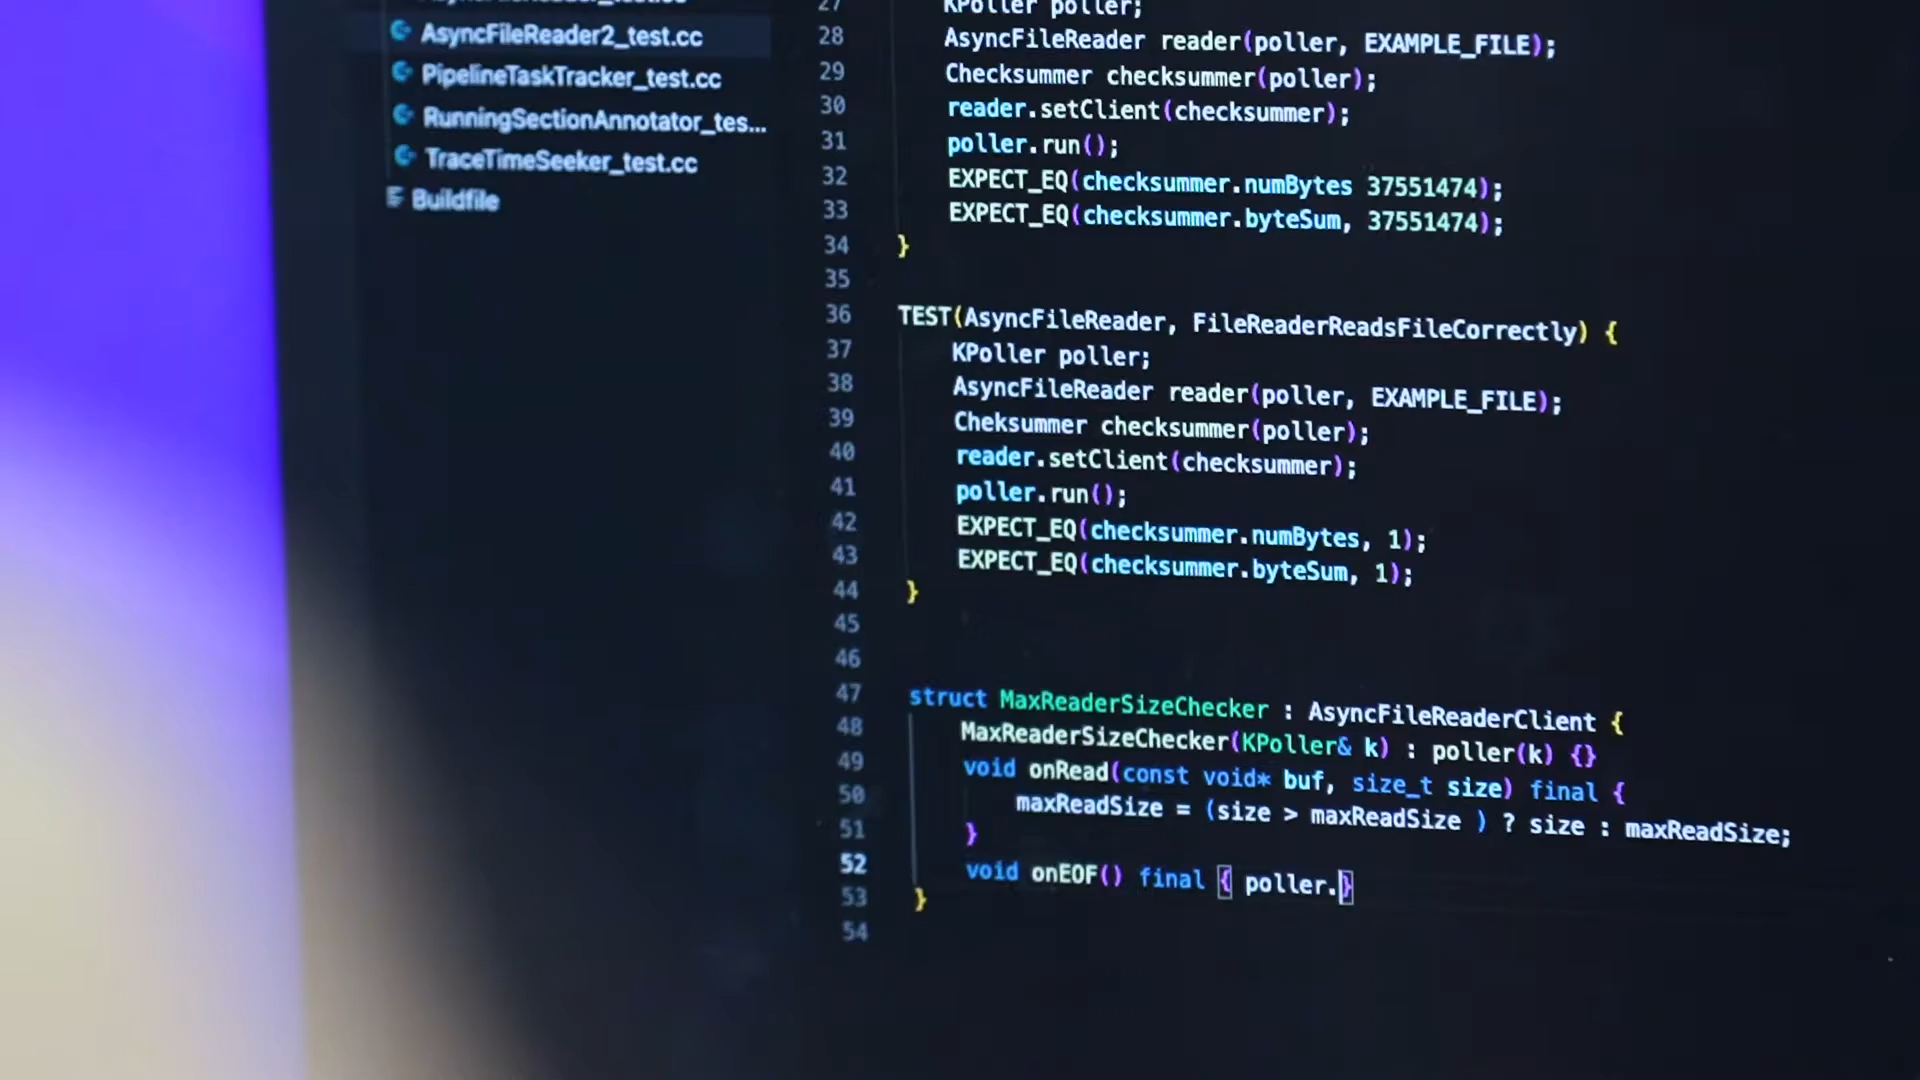 AsyncFileReader2_test.cc
PipelineTaskTracker_test.cc
RunningSectionAnnotator_tes...
TraceTimeSeeker_test.cc
Buildfile
27 KPoller poller;
28 AsyncFileReader reader(poller, EXAMPLE_FILE);
29 Checksummer checksummer(poller);
30 reader.setClient(checksummer);
31 poller.run();
32 EXPECT_EQ(checksummer.numBytes 37551474);
33 EXPECT_EQ(checksummer.byteSum, 37551474);
34 }
35
36 TEST(AsyncFileReader, FileReaderReadsFileCorrectly) {
37 KPoller poller;
38 AsyncFileReader reader(poller, EXAMPLE_FILE);
39 Cheksummer checksummer(poller);
40 reader.setClient(checksummer);
41 poller.run();
42 EXPECT_EQ(checksummer.numBytes, 1);
43 EXPECT_EQ(checksummer.byteSum, 1);
44 }
45
46
47 struct MaxReaderSizeChecker : AsyncFileReaderClient {
48 MaxReaderSizeChecker(KPoller& k) : poller(k) {}
49 void onRead(const void* buf, size_t size) final {
50 maxReadSize = (size > maxReadSize ) ? size : maxReadSize;
51 }
52 void onEOF() final { poller.}
53 }
54